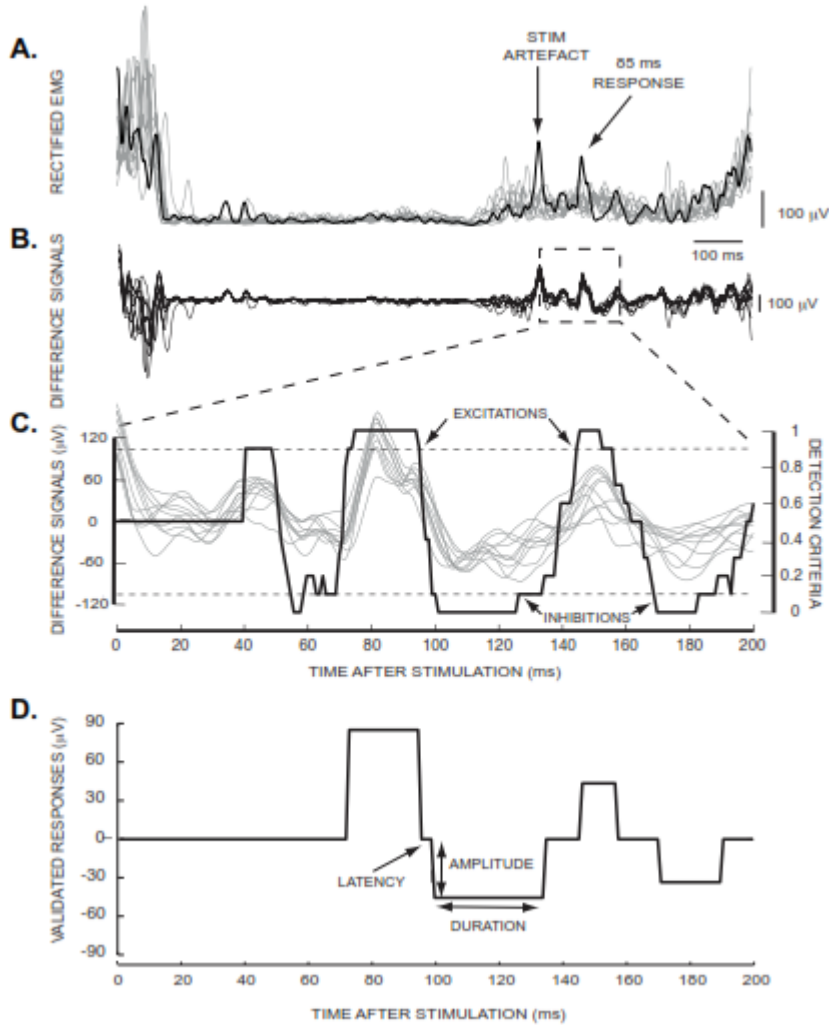 A.
RECTIFIED EMG
STIM
ARTEFACT
85 ms
RESPONSE
100 µV
B.
DIFFERENCE SIGNALS
100 ms
100 µV
C.
DIFFERENCE SIGNALS (µV)
120
60
0
-60
-120
EXCITATIONS
INHIBITIONS
1
0.8
0.6
0.4
0.2
0
DETECTION CRITERIA
0 20 40 60 80 100 120 140 160 180 200
TIME AFTER STIMULATION (ms)
D.
VALIDATED RESPONSES (µV)
90
60
30
0
-30
-60
-90
LATENCY
AMPLITUDE
DURATION
0 20 40 60 80 100 120 140 160 180 200
TIME AFTER STIMULATION (ms)